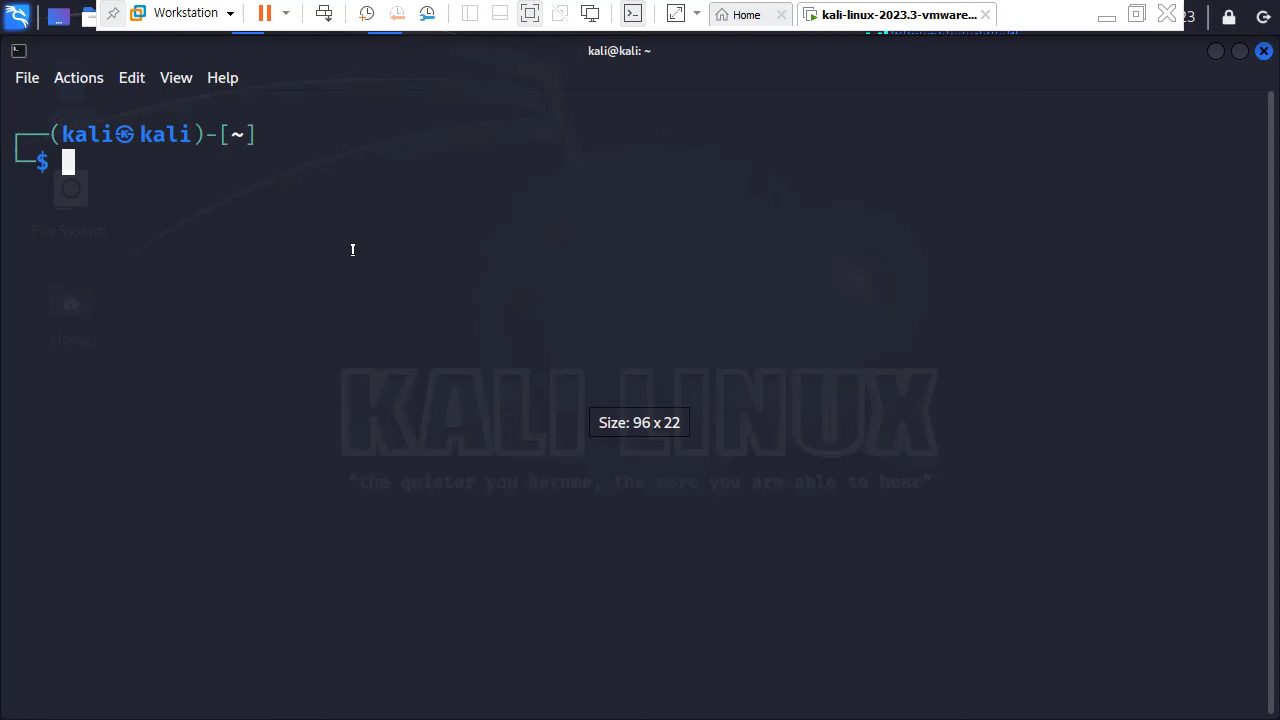 Workstation
Home
kali-linux-2023.3-vmware...
23
kali@kali: ~
File Actions Edit View Help
┌──(kali㉿kali)-[~]
└─$
File System
Home
KALI LINUX
Size: 96 x 22
"the quieter you become, the more you are able to hear"